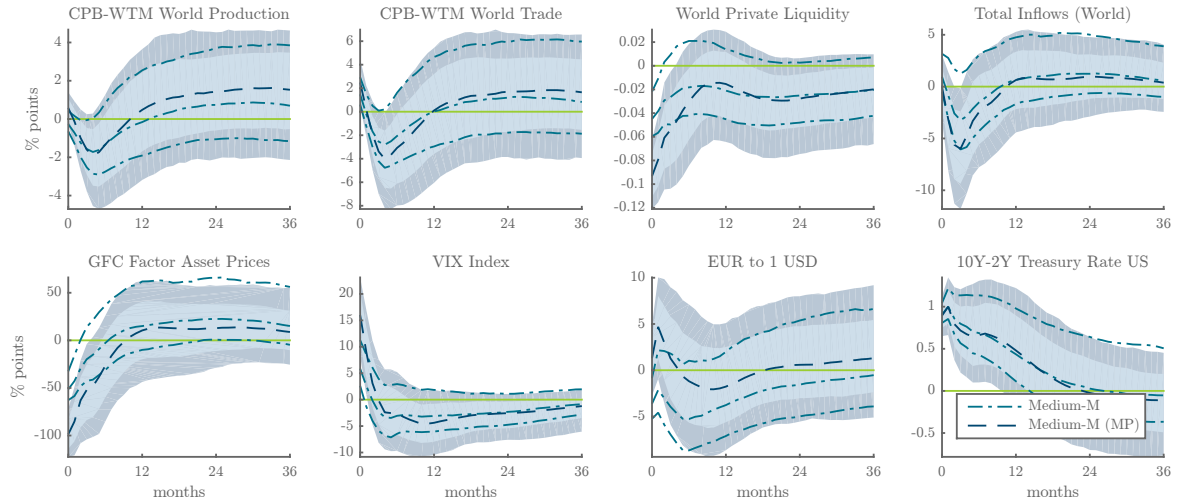 CPB-WTM World Production
CPB-WTM World Trade
World Private Liquidity
Total Inflows (World)
% points
4
2
0
-2
-4
0 12 24 36
6
4
2
0
-2
-4
-6
-8
0 12 24 36
0.02
0
-0.02
-0.04
-0.06
-0.08
-0.1
-0.12
0 12 24 36
5
0
-5
-10
0 12 24 36
GFC Factor Asset Prices
VIX Index
EUR to 1 USD
10Y-2Y Treasury Rate US
% points
50
0
-50
-100
0 12 24 36
months
20
15
10
5
0
-5
-10
0 12 24 36
months
10
5
0
-5
0 12 24 36
months
1
0.5
0
-0.5
0 12 24 36
months
Medium-M
Medium-M (MP)